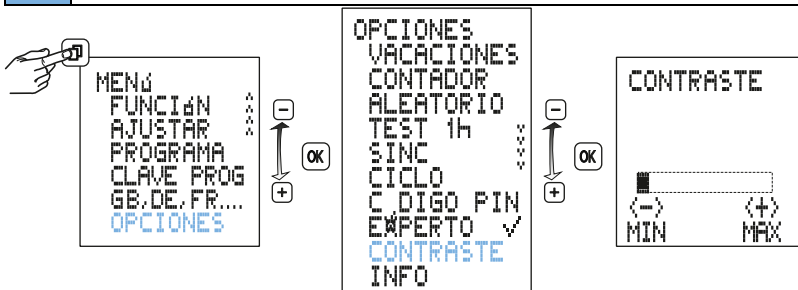 MENú
FUNCIóN
AJUSTAR
PROGRAMA
CLAVE PROG
GB,DE,FR....
OPCIONES
−
+
OK
OPCIONES
VACACIONES
CONTADOR
ALEATORIO
TEST 1h
SINC
CICLO
C DIGO PIN
EXPERTO ✓
CONTRASTE
INFO
−
+
OK
CONTRASTE
<-> <+>
MIN MAX